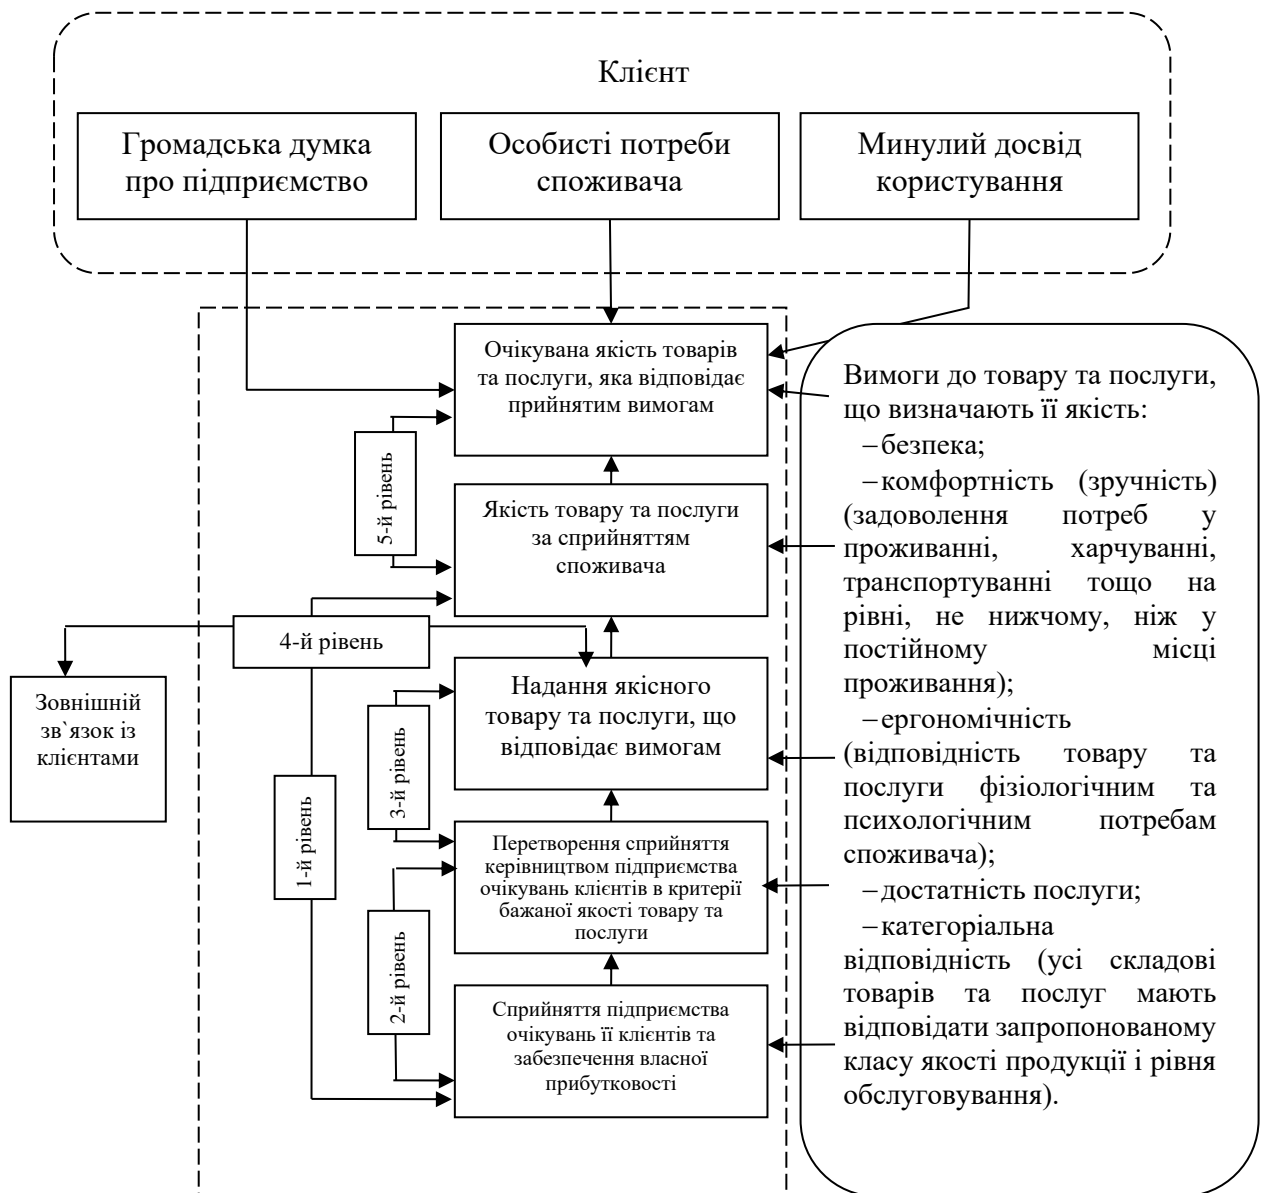 Клієнт
Громадська думка
про підприємство
Особисті потреби
споживача
Минулий досвід
користування
Очікувана якість товарів
та послуги, яка відповідає
прийнятим вимогам
5-й рівень
Якість товару та послуги
за сприйняттям
споживача
4-й рівень
Зовнішній
зв`язок із
клієнтами
Надання якісного
товару та послуги, що
відповідає вимогам
3-й рівень
1-й рівень
Перетворення сприйняття
керівництвом підприємства
очікувань клієнтів в критерії
бажаної якості товару та
послуги
2-й рівень
Сприйняття підприємства
очікувань її клієнтів та
забезпечення власної
прибутковості
Вимоги до товару та послуги,
що визначають її якість:
–безпека;
–комфортність (зручність)
(задоволення потреб у
проживанні, харчуванні,
транспортуванні тощо на
рівні, не нижчому, ніж у
постійному місці
проживання);
–ергономічність
(відповідність товару та
послуги фізіологічним та
психологічним потребам
споживача);
–достатність послуги;
–категоріальна
відповідність (усі складові
товарів та послуг мають
відповідати запропонованому
класу якості продукції і рівня
обслуговування).